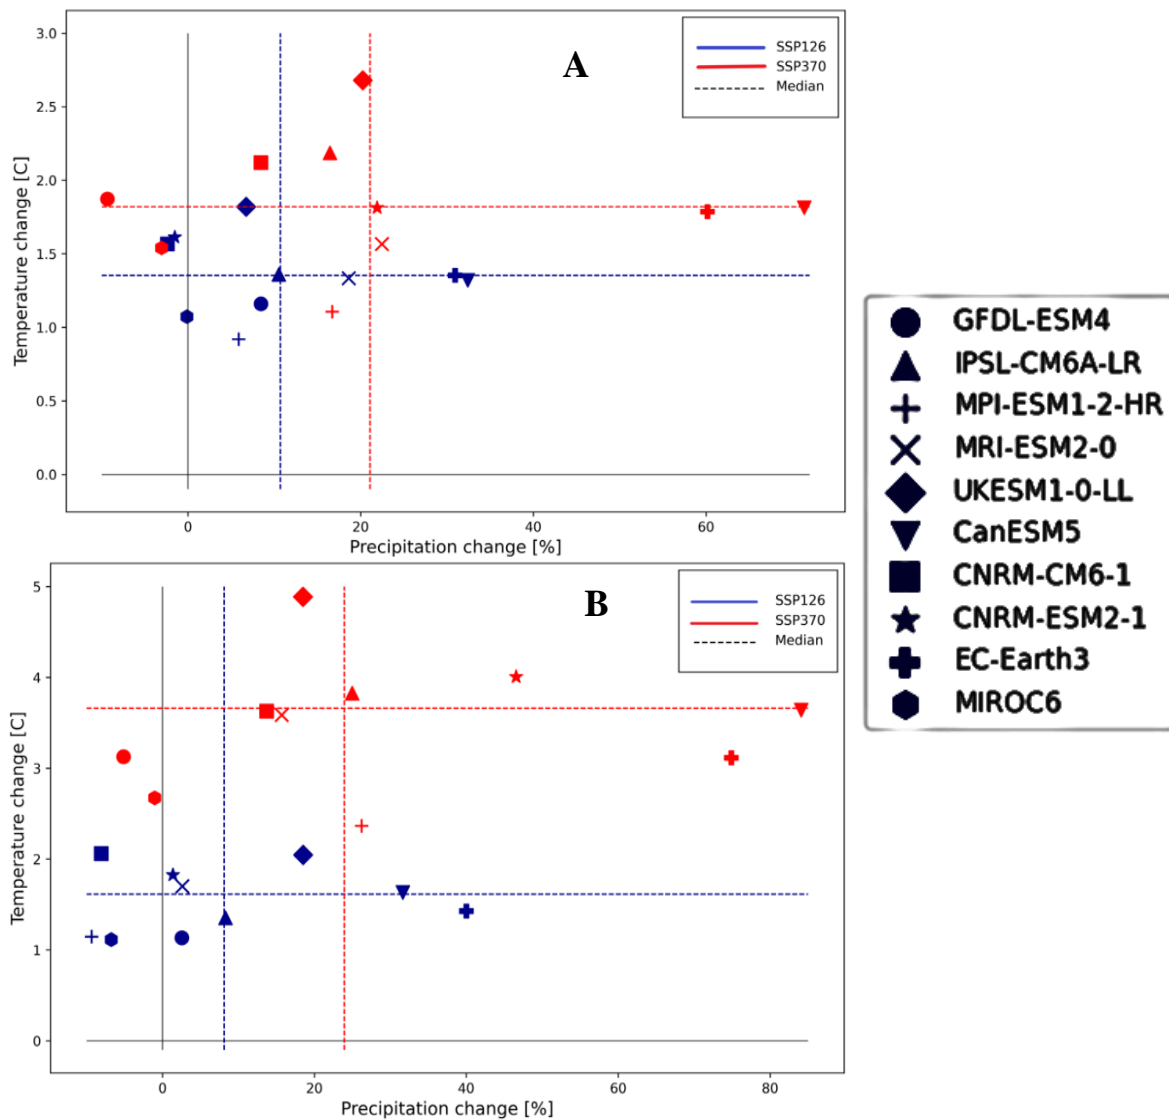 A
SSP126
SSP370
Median
3.0
2.5
2.0
1.5
1.0
0.5
0.0
Temperature change [C]
0 20 40 60
Precipitation change [%]
B
SSP126
SSP370
Median
5
4
3
2
1
0
Temperature change [C]
0 20 40 60 80
Precipitation change [%]
GFDL-ESM4
IPSL-CM6A-LR
MPI-ESM1-2-HR
MRI-ESM2-0
UKESM1-0-LL
CanESM5
CNRM-CM6-1
CNRM-ESM2-1
EC-Earth3
MIROC6